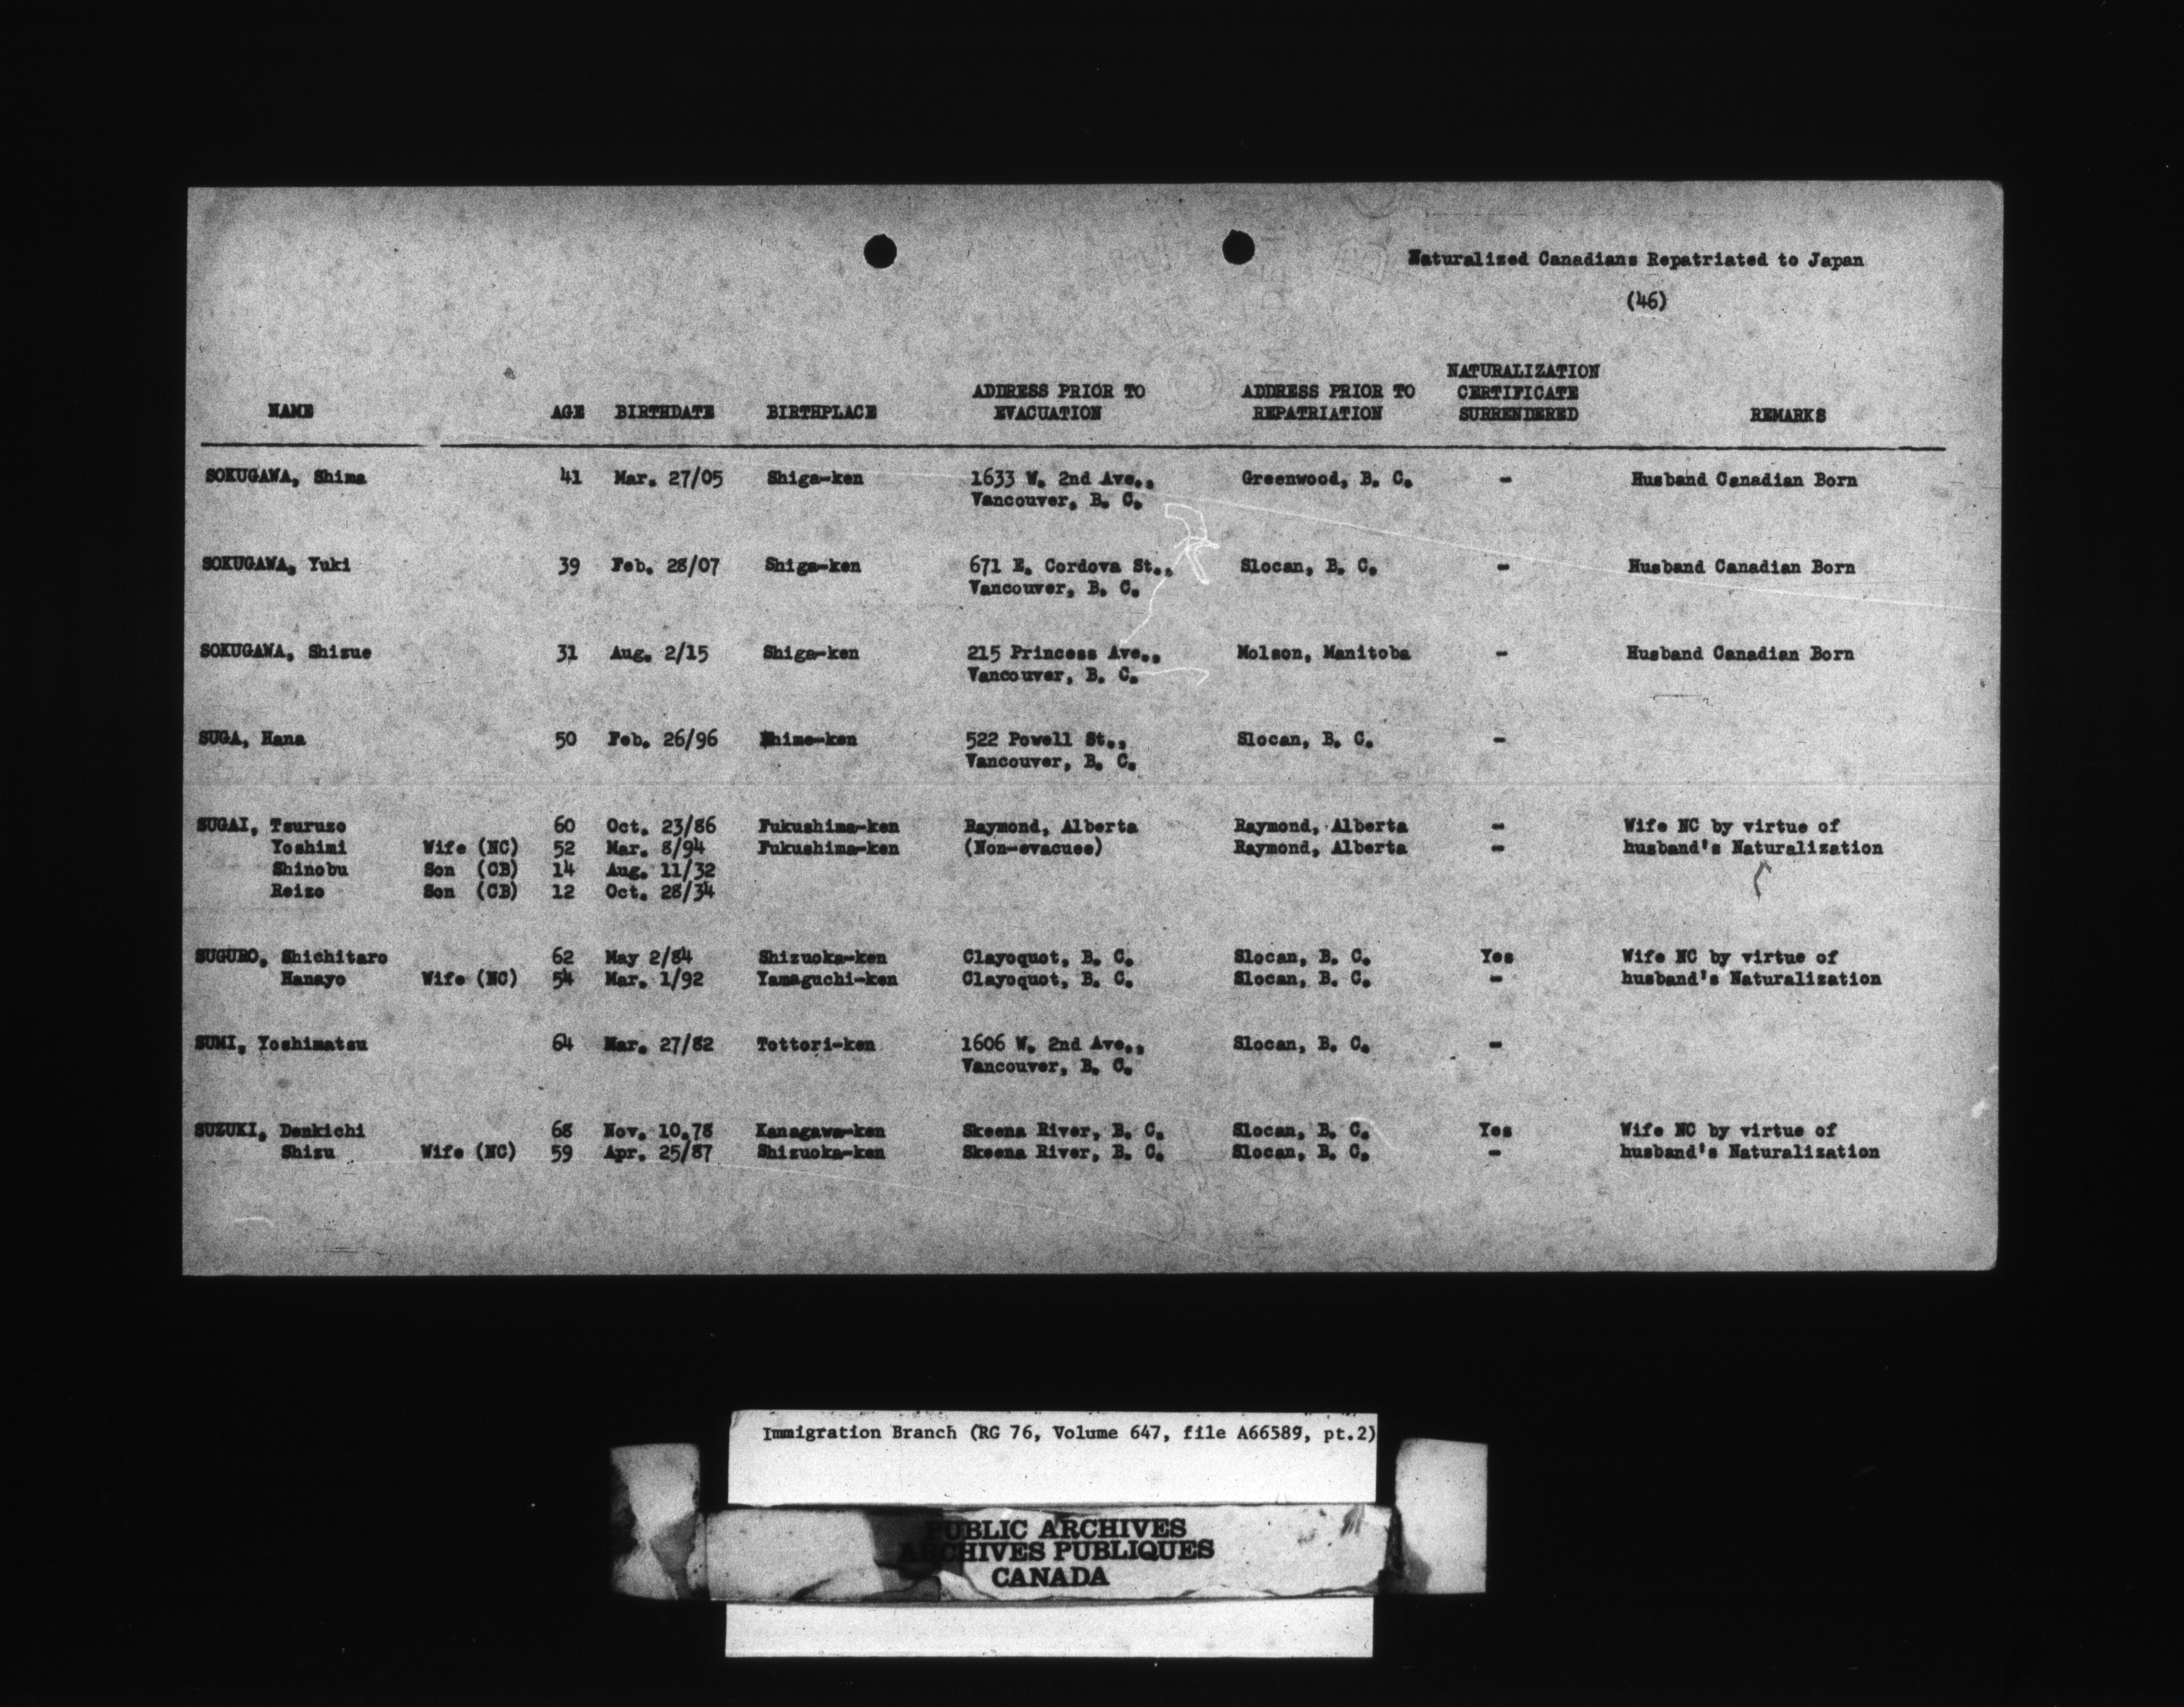 Naturalized Canadians Repatriated to Japan
(46)
NAME AGE BIRTHDATE BIRTHPLACE ADDRESS PRIOR TO EVACUATION ADDRESS PRIOR TO REPATRIATION NATURALIZATION CERTIFICATE SURRENDERED REMARKS
SOKUGAWA, Shima 41 Mar. 27/05 Shiga-ken 1633 W. 2nd Ave., Greenwood, B. C. - Husband Canadian Born
Vancouver, B. C.
SOKUGAWA, Yuki 39 Feb. 28/07 Shiga-ken 671 E. Cordova St., Slocan, B. C. - Husband Canadian Born
Vancouver, B. C.
SOKUGAWA, Shizue 31 Aug. 2/15 Shiga-ken 215 Princess Ave., Molson, Manitoba - Husband Canadian Born
Vancouver, B. C.
SUGA, Hana 50 Feb. 26/96 Ehime-ken 522 Powell St., Slocan, B. C. -
Vancouver, B. C.
SUGAI, Tsuruzo 60 Oct. 23/86 Fukushima-ken Raymond, Alberta Raymond, Alberta - Wife NC by virtue of
Yoshimi Wife (NC) 52 Mar. 8/94 Fukushima-ken (Non-evacuee) Raymond, Alberta - husband's Naturalization
Shinobu Son (CB) 14 Aug. 11/32
Reizo Son (CB) 12 Oct. 28/34
SUGURO, Shichitaro 62 May 2/84 Shizuoka-ken Clayoquot, B. C. Slocan, B. C. Yes Wife NC by virtue of
Hanayo Wife (NC) 54 Mar. 1/92 Yamaguchi-ken Clayoquot, B. C. Slocan, B. C. - husband's Naturalization
SUMI, Yoshimatsu 64 Mar. 27/82 Tottori-ken 1606 W. 2nd Ave., Slocan, B. C. -
Vancouver, B. C.
SUZUKI, Denkichi 68 Nov. 10,78 Kanagawa-ken Skeena River, B. C. Slocan, B. C. Yes Wife NC by virtue of
Shizu Wife (NC) 59 Apr. 25/87 Shizuoka-ken Skeena River, B. C. Slocan, B. C. - husband's Naturalization
Immigration Branch (RG 76, Volume 647, file A66589, pt.2)
PUBLIC ARCHIVES
ARCHIVES PUBLIQUES
CANADA